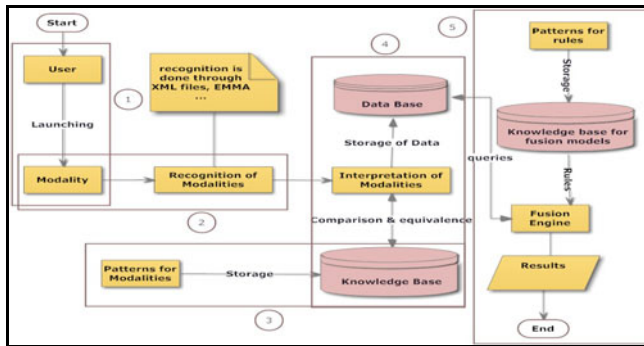 Start
User
Launching
Modality
1
recognition is
done through
XML files, EMMA
...
Recognition of
Modalities
2
4
Data Base
Storage of Data
Interpretation of
Modalities
Comparison & equivalence
Patterns for
Modalities
Storage
Knowledge Base
3
5
Patterns for
rules
Storage
Knowledge base for
fusion models
queries
Rules
Fusion
Engine
Results
End